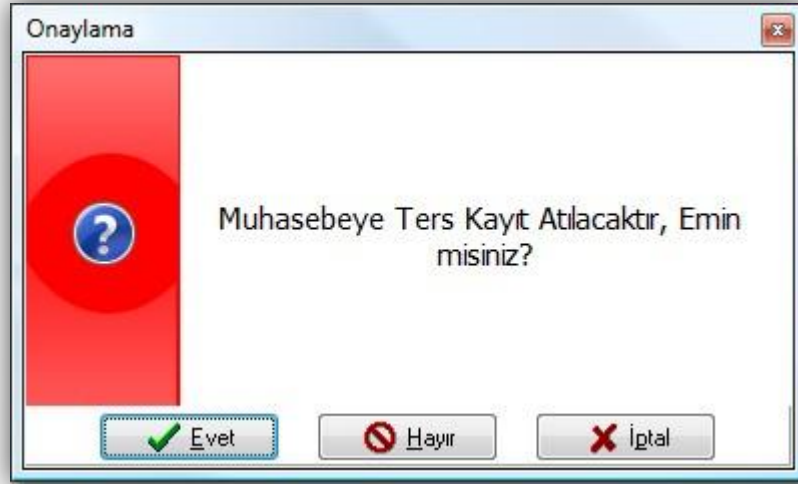 Onaylama
Muhasebeye Ters Kayıt Atılacaktır, Emin
misiniz?
Evet
Hayır
İptal